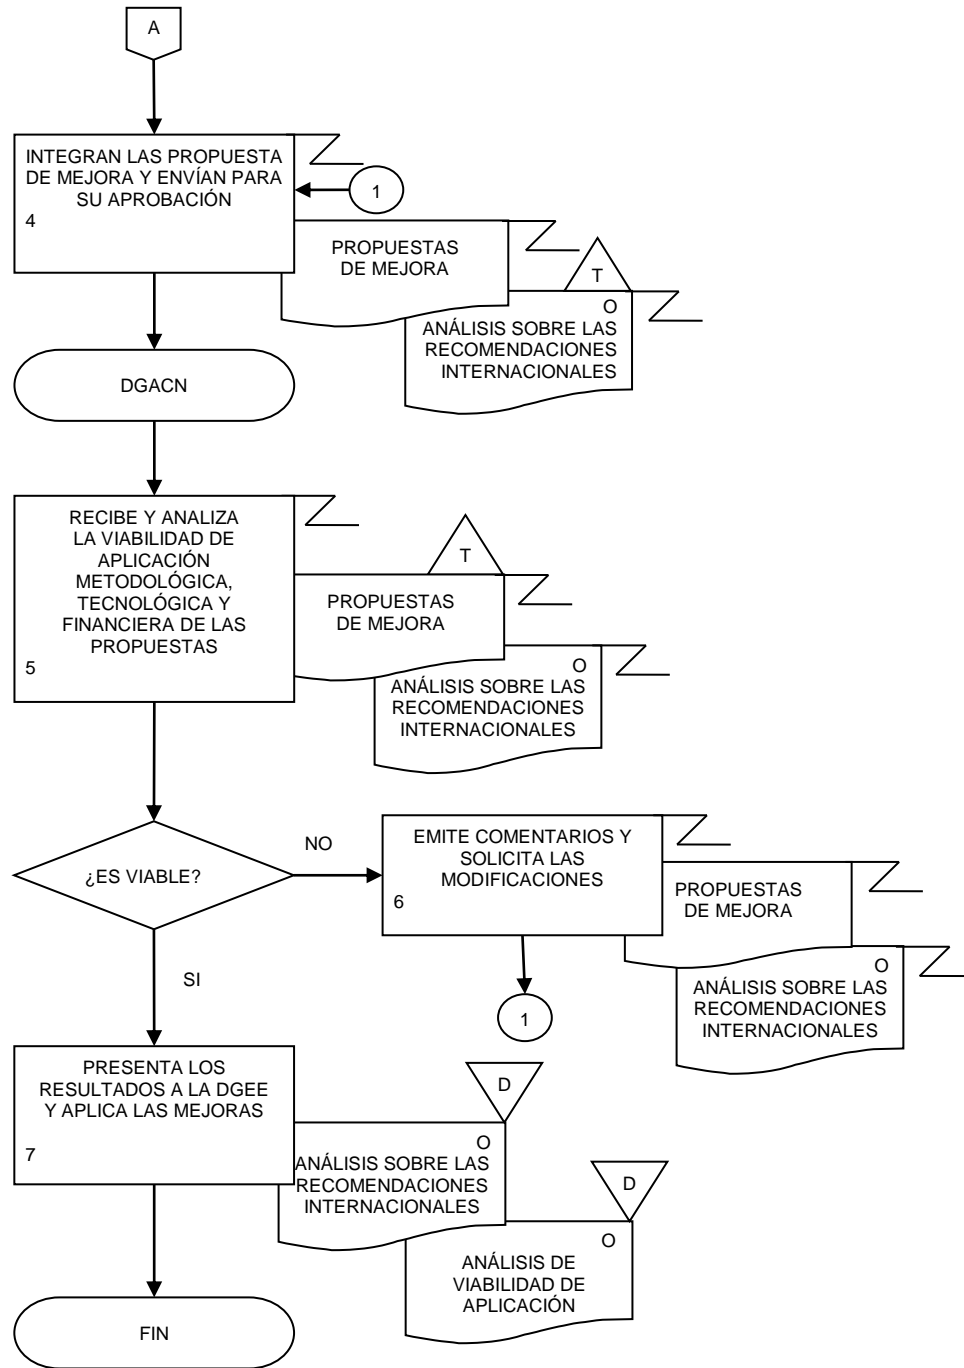 A
INTEGRAN LAS PROPUESTA
DE MEJORA Y ENVÍAN PARA
SU APROBACIÓN
4
1
PROPUESTAS
DE MEJORA
T
O
ANÁLISIS SOBRE LAS
RECOMENDACIONES
INTERNACIONALES
DGACN
RECIBE Y ANALIZA
LA VIABILIDAD DE
APLICACIÓN
METODOLÓGICA,
TECNOLÓGICA Y
FINANCIERA DE LAS
PROPUESTAS
5
T
PROPUESTAS
DE MEJORA
O
ANÁLISIS SOBRE LAS
RECOMENDACIONES
INTERNACIONALES
¿ES VIABLE?
NO
EMITE COMENTARIOS Y
SOLICITA LAS
MODIFICACIONES
6
PROPUESTAS
DE MEJORA
O
ANÁLISIS SOBRE LAS
RECOMENDACIONES
INTERNACIONALES
1
SI
PRESENTA LOS
RESULTADOS A LA DGEE
Y APLICA LAS MEJORAS
7
D
O
ANÁLISIS SOBRE LAS
RECOMENDACIONES
INTERNACIONALES
D
O
ANÁLISIS DE
VIABILIDAD DE
APLICACIÓN
FIN